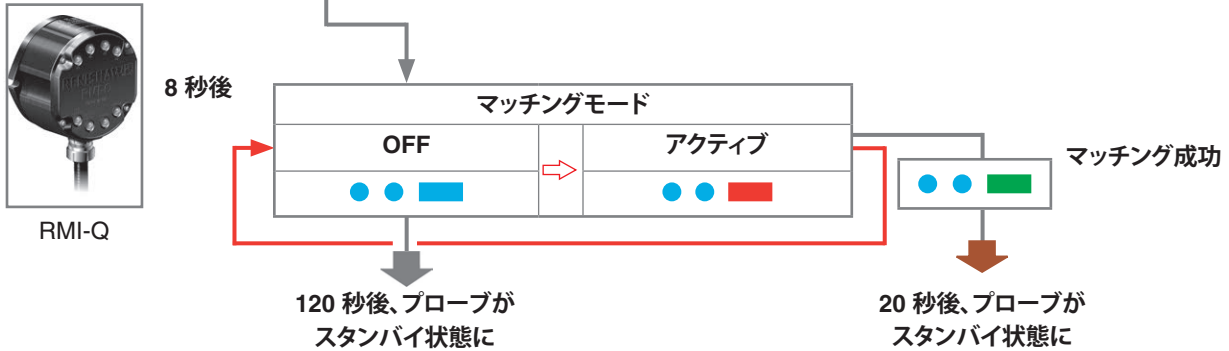 8 秒後
RMI-Q
マッチングモード
OFF
アクティブ
マッチング成功
120 秒後、プローブが
スタンバイ状態に
20 秒後、プローブが
スタンバイ状態に